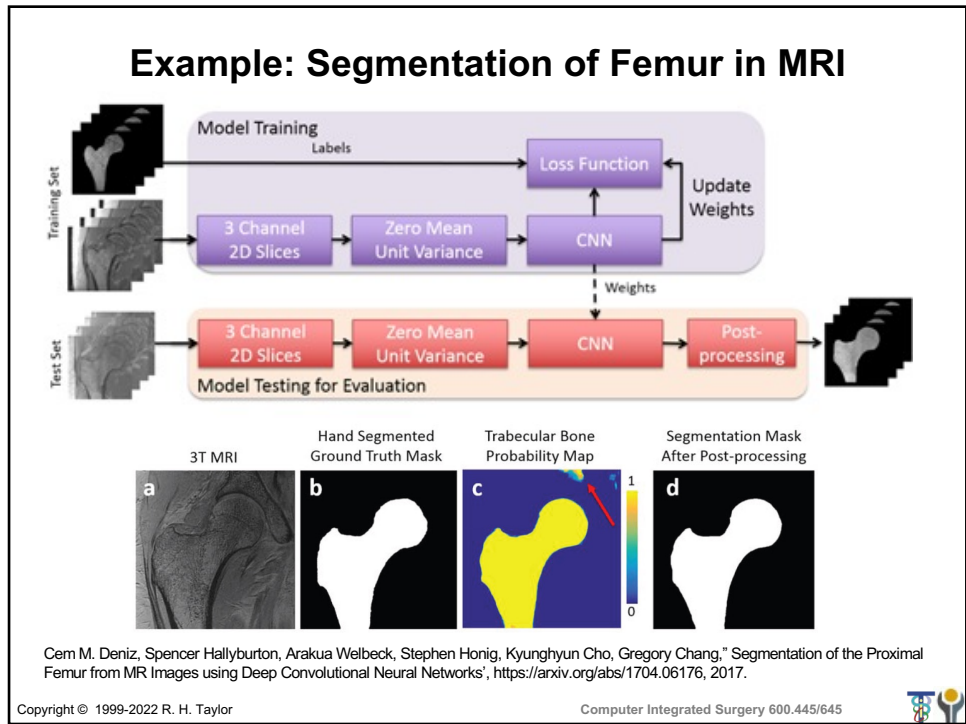 Example: Segmentation of Femur in MRI
Model Training
Labels
Training Set
Loss Function
Update
Weights
3 Channel
2D Slices
Zero Mean
Unit Variance
CNN
Weights
Test Set
3 Channel
2D Slices
Zero Mean
Unit Variance
CNN
Post-
processing
Model Testing for Evaluation
3T MRI
Hand Segmented
Ground Truth Mask
Trabecular Bone
Probability Map
Segmentation Mask
After Post-processing
a
b
c
1
0
d
Cem M. Deniz, Spencer Hallyburton, Arakua Welbeck, Stephen Honig, Kyunghyun Cho, Gregory Chang,” Segmentation of the Proximal
Femur from MR Images using Deep Convolutional Neural Networks’, https://arxiv.org/abs/1704.06176, 2017.
Copyright © 1999-2022 R. H. Taylor
Computer Integrated Surgery 600.445/645